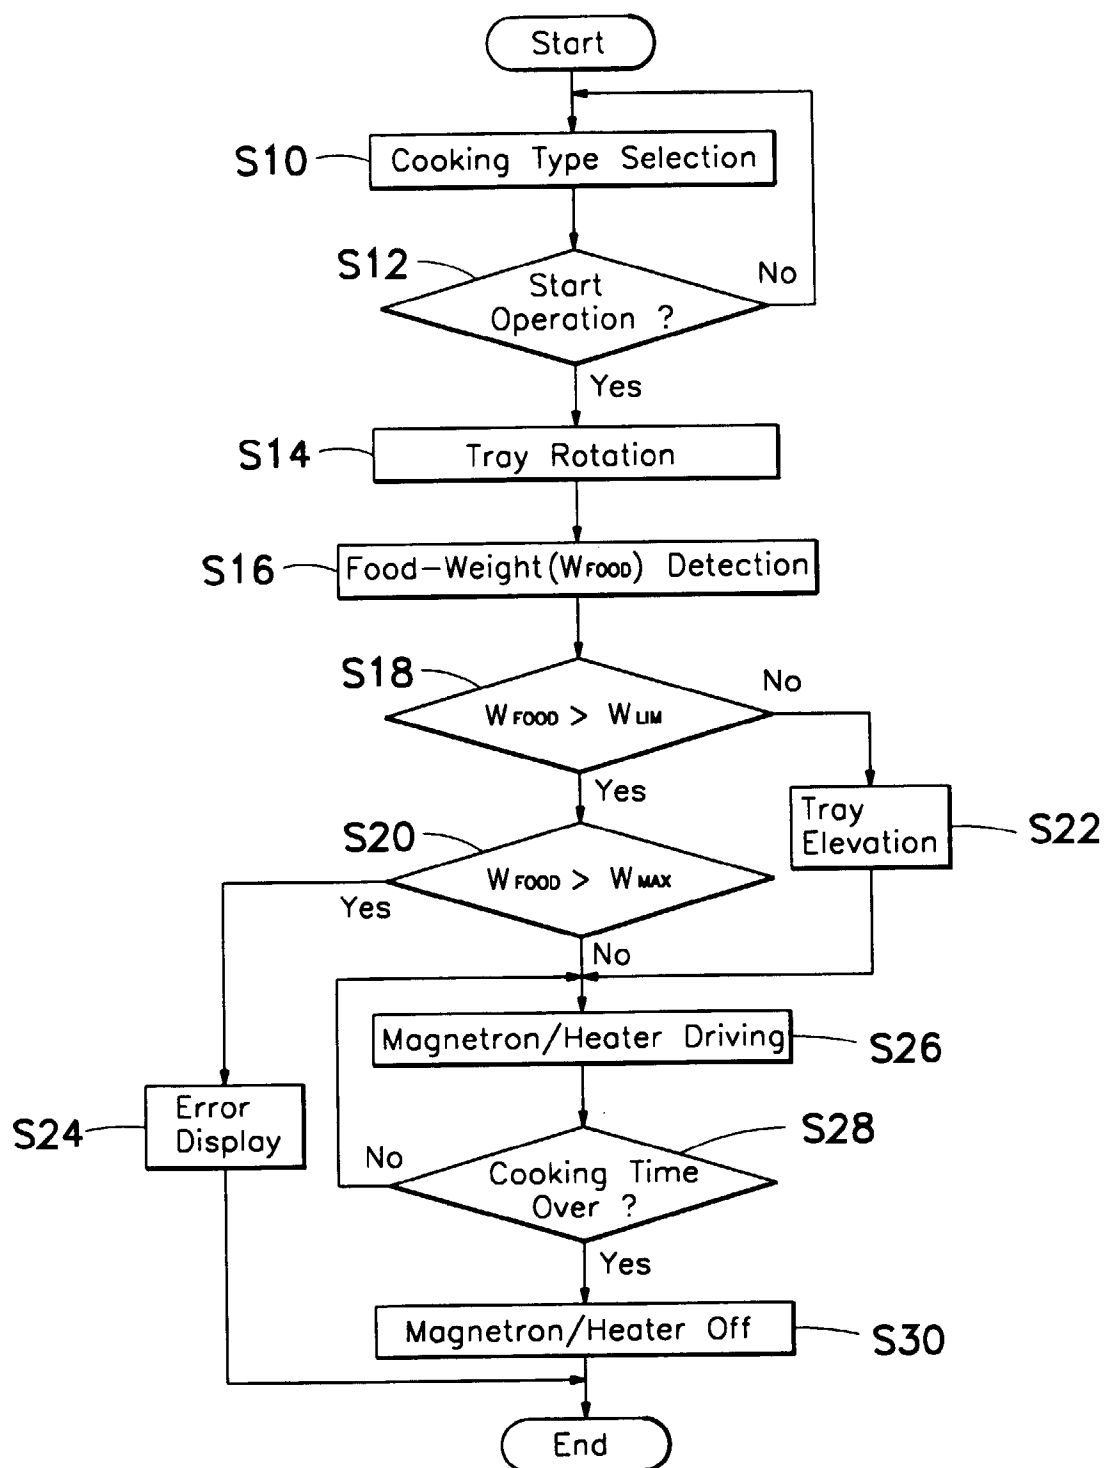 Start
S10
Cooking Type Selection
S12
Start
Operation ?
No
Yes
S14
Tray Rotation
S16
Food-Weight(WFOOD) Detection
S18
WFOOD > WLIM
No
Yes
Tray
Elevation
S22
S20
WFOOD > WMAX
Yes
No
Magnetron/Heater Driving
S26
S24
Error
Display
S28
Cooking Time
Over ?
No
Yes
Magnetron/Heater Off
S30
End